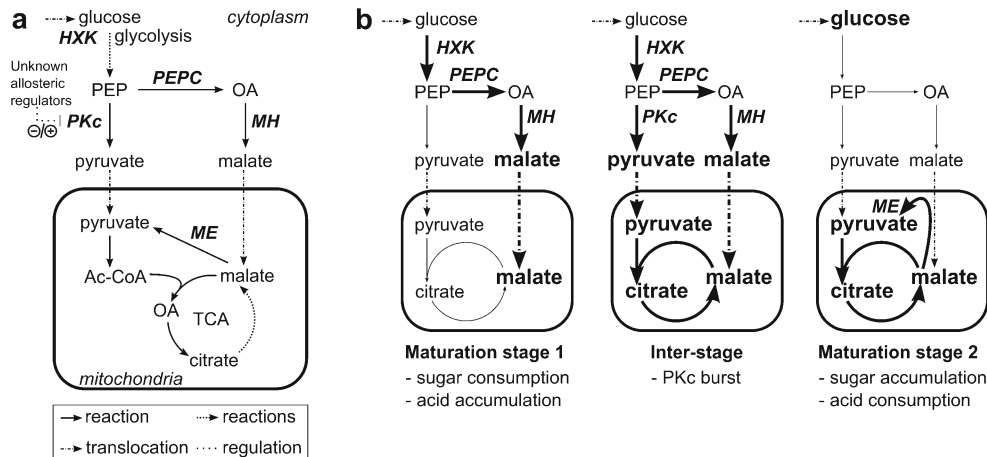 a
glucose
cytoplasm
HXK
glycolysis
Unknown
allosteric
regulators
PEP
PEPC
OA
⊖/⊕
PKc
MH
pyruvate
malate
pyruvate
ME
Ac-CoA
malate
OA
TCA
citrate
mitochondria
reaction
reactions
translocation
regulation
b
glucose
HXK
PEPC
PEP
OA
MH
pyruvate
malate
pyruvate
citrate
malate
Maturation stage 1
- sugar consumption
- acid accumulation
glucose
HXK
PEPC
PEP
OA
PKc
MH
pyruvate
malate
pyruvate
citrate
malate
Inter-stage
- PKc burst
glucose
PEP
OA
pyruvate
malate
ME
pyruvate
citrate
malate
Maturation stage 2
- sugar accumulation
- acid consumption